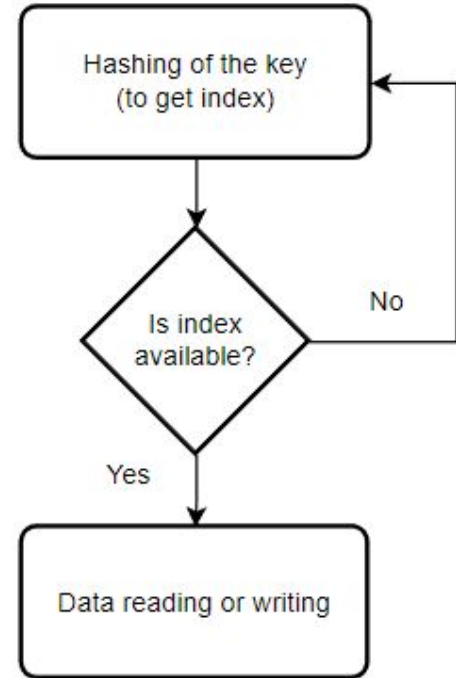 Hashing of the key
(to get index)
Is index
available?
No
Yes
Data reading or writing